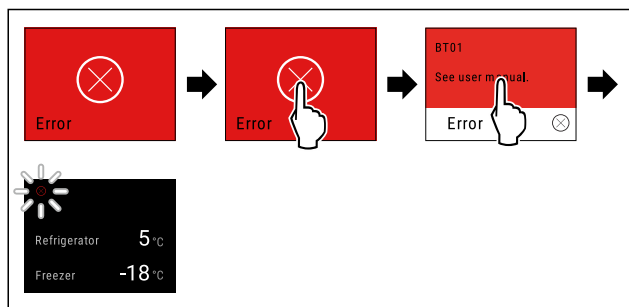 Error
Error
BT01
See user manual.
Error
Refrigerator 5 °C
Freezer -18 °C